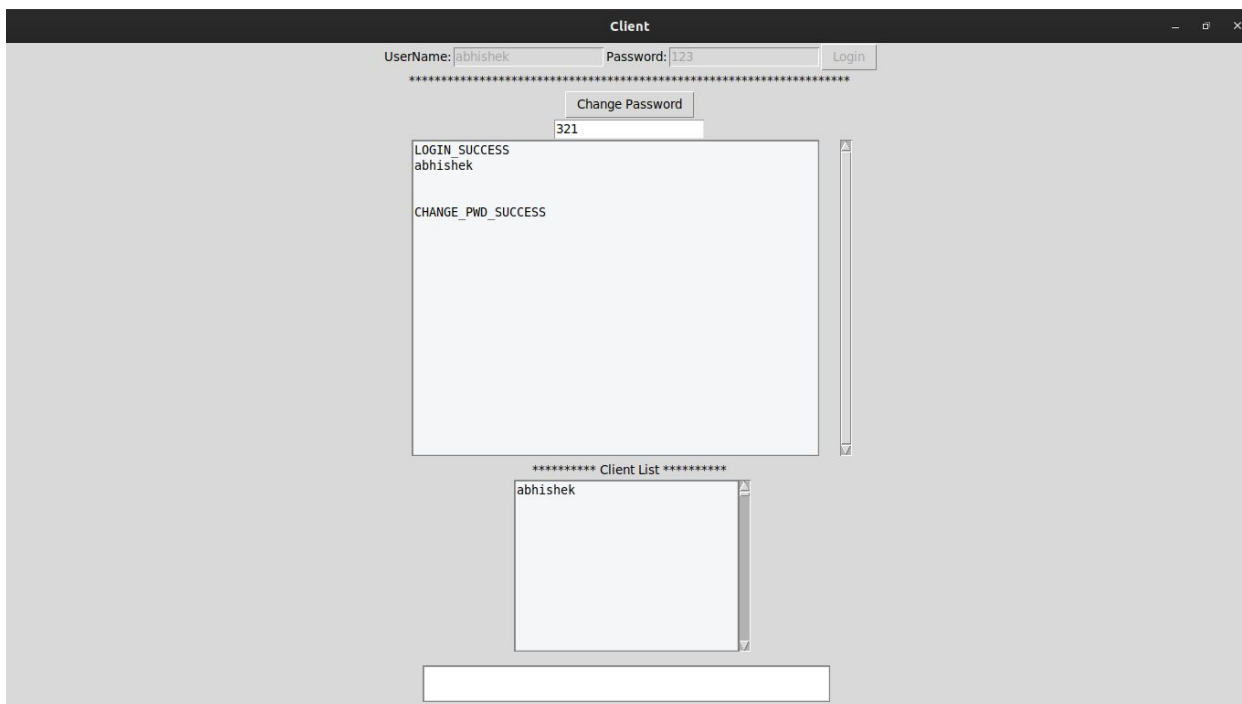 Client
UserName: abhishek Password: 123 Login
*********************************************************************
Change Password
321
LOGIN_SUCCESS
abhishek
CHANGE_PWD_SUCCESS
********** Client List **********
abhishek